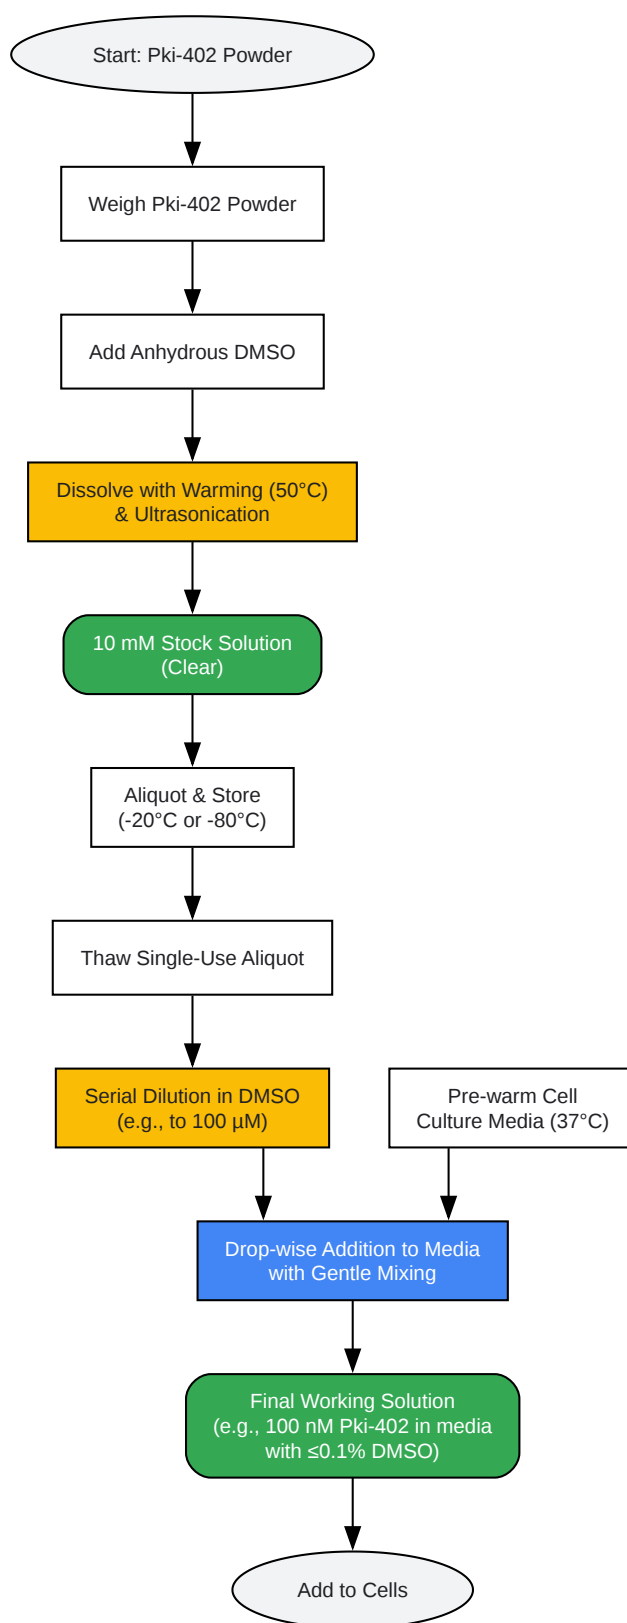 Start: Pki-402 Powder
Weigh Pki-402 Powder
Add Anhydrous DMSO
Dissolve with Warming (50°C)
& Ultrasonication
10 mM Stock Solution
(Clear)
Aliquot & Store
(-20°C or -80°C)
Thaw Single-Use Aliquot
Serial Dilution in DMSO
(e.g., to 100 µM)
Pre-warm Cell
Culture Media (37°C)
Drop-wise Addition to Media
with Gentle Mixing
Final Working Solution
(e.g., 100 nM Pki-402 in media
with ≤0.1% DMSO)
Add to Cells